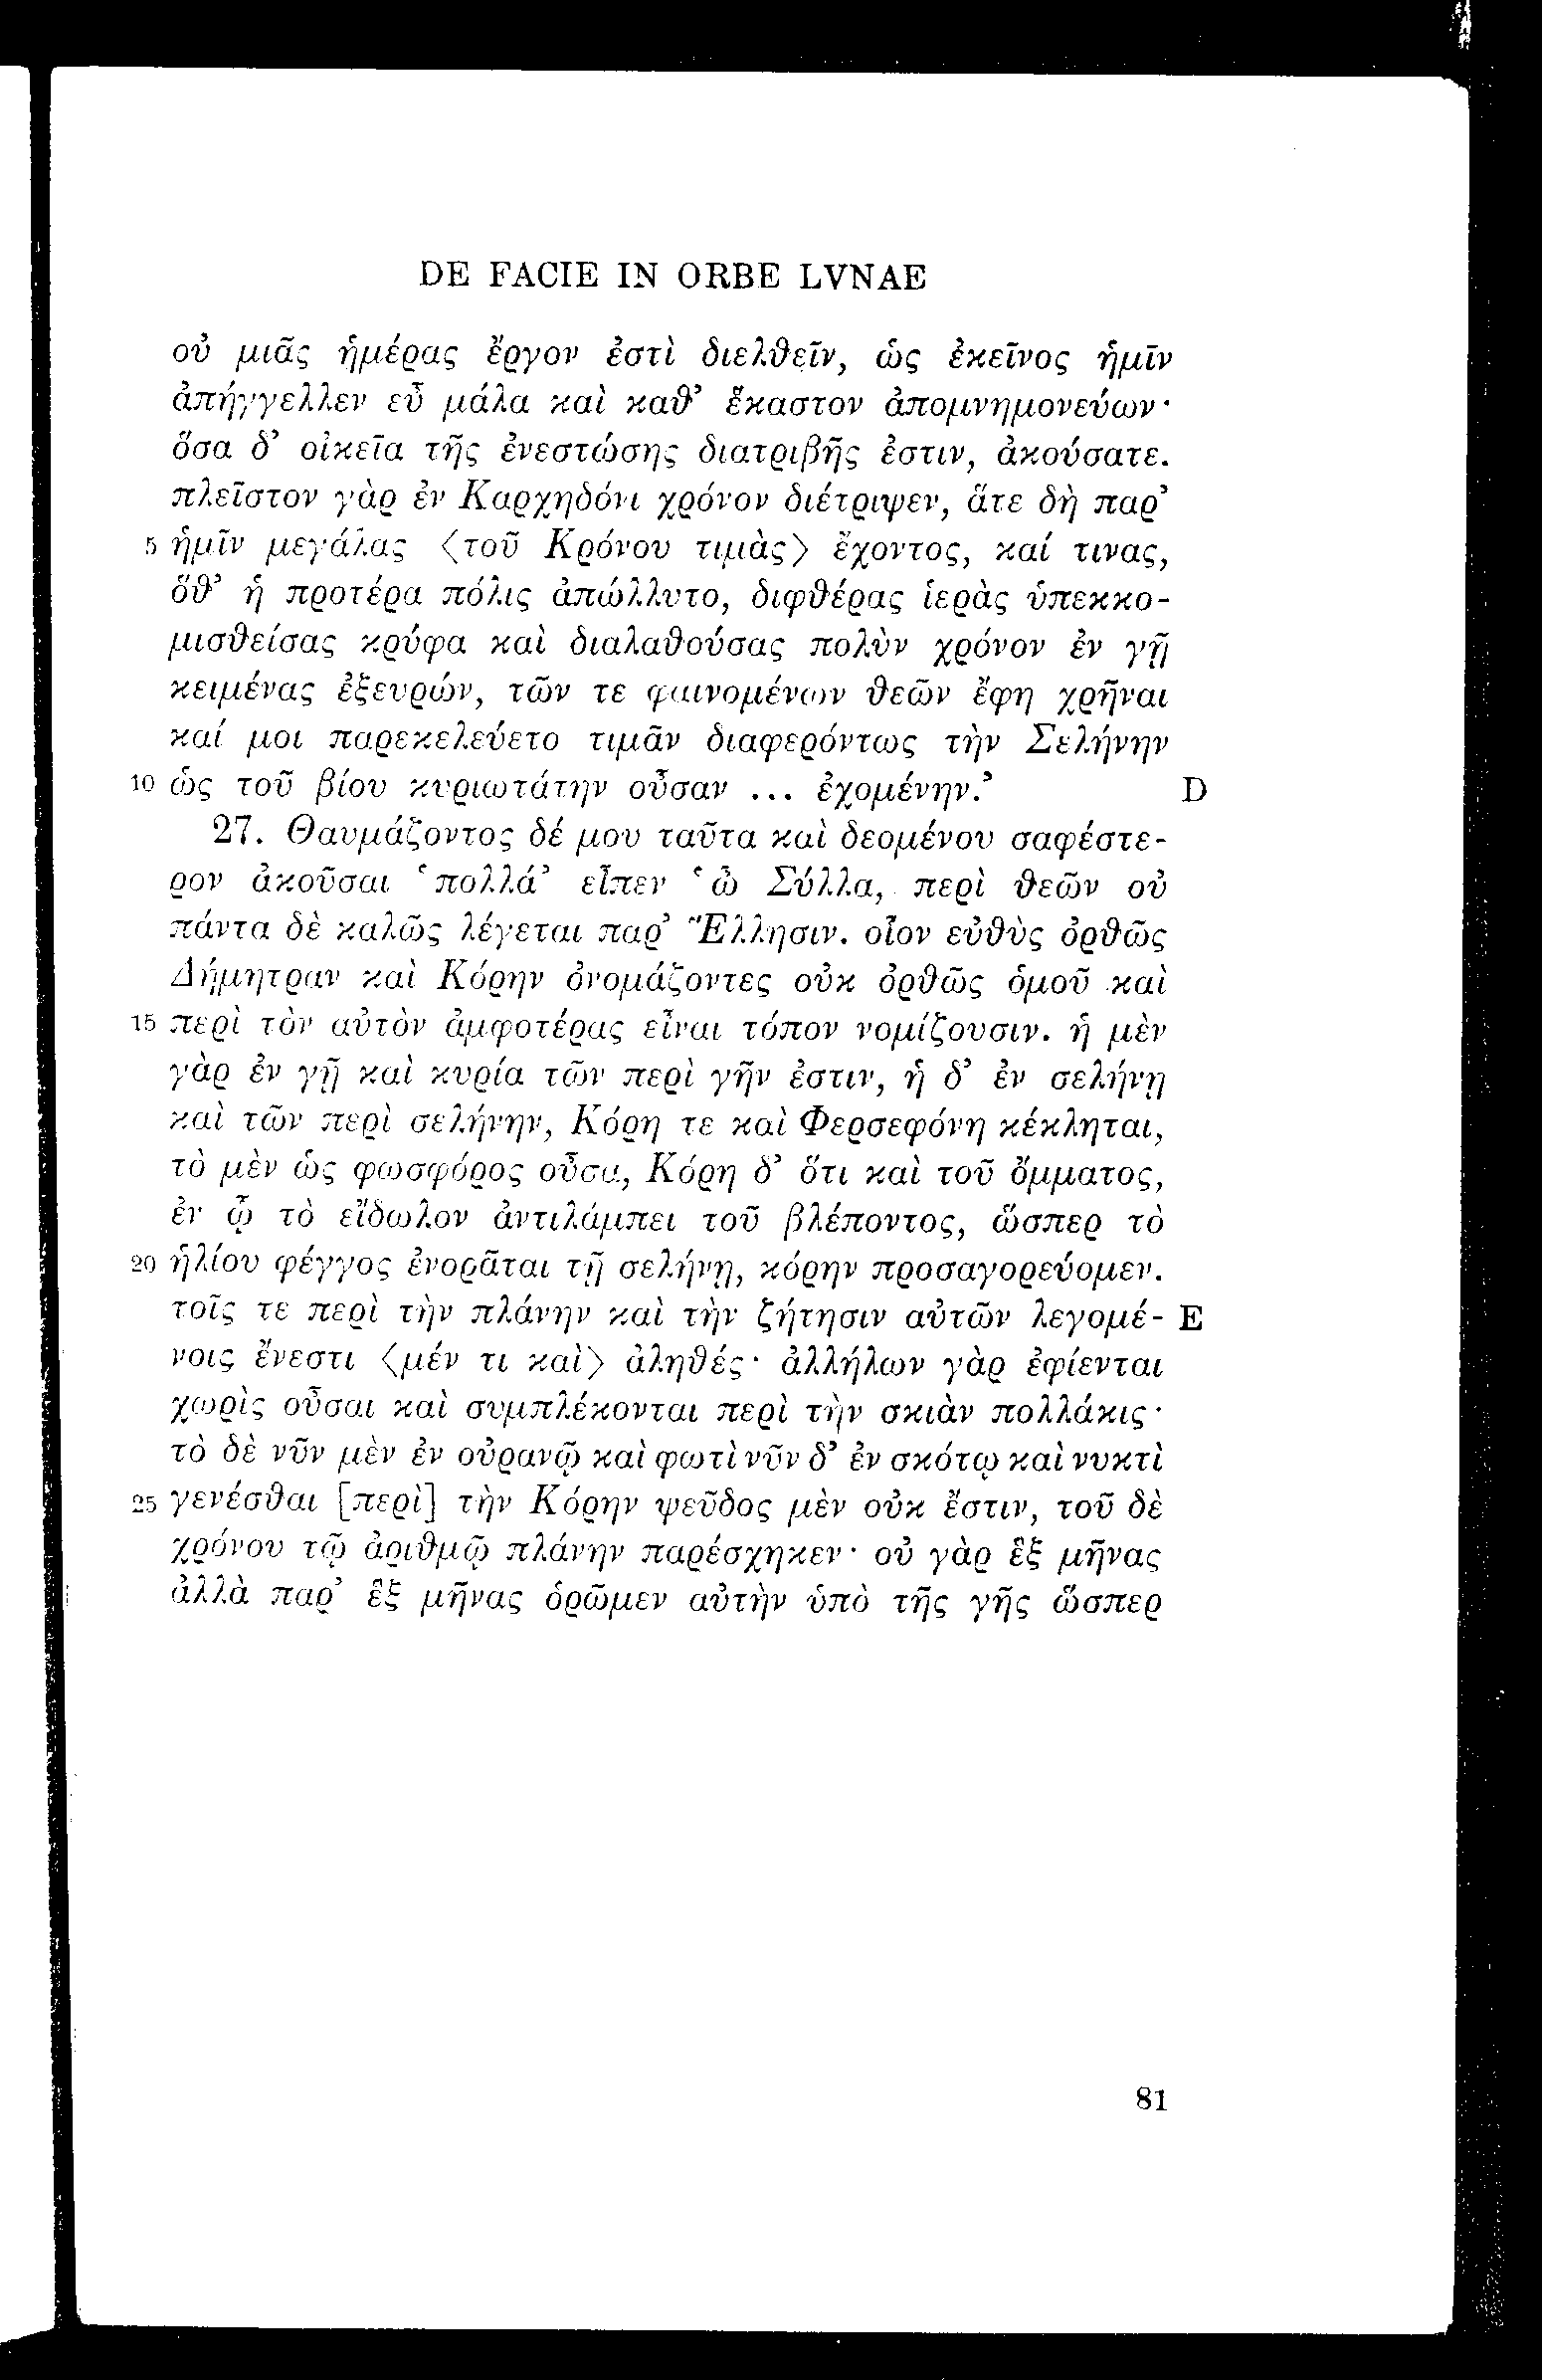 DE FACIE IN ORBE LVNAE
οὐ μιᾶς ἡμέρας ἔργον ἐστὶ διελθεῖν, ὡς ἐκεῖνος ἡμῖν
ἀπήγγελλεν εὖ μάλα καὶ καθ’ ἕκαστον ἀπομνημονεύων·
ὅσα δ’ οἰκεῖα τῆς ἐνεστώσης διατριβῆς ἐστιν, ἀκούσατε.
πλεῖστον γὰρ ἐν Καρχηδόνι χρόνον διέτριψεν, ἅτε δὴ παρ’
5 ἡμῖν μεγάλας ⟨τοῦ Κρόνου τιμὰς⟩ ἔχοντος, καί τινας,
ὅθ’ ἡ προτέρα πόλις ἀπώλλυτο, διφθέρας ἱερὰς ὑπεκκο-
μισθείσας κρύφα καὶ διαλαθούσας πολὺν χρόνον ἐν γῇ
κειμένας ἐξευρών, τῶν τε φαινομένων θεῶν ἔφη χρῆναι
καί μοι παρεκελεύετο τιμᾶν διαφερόντως τὴν Σελήνην
10 ὡς τοῦ βίου κυριωτάτην οὖσαν ... ἐχομένην.’ D
27. Θαυμάζοντος δέ μου ταῦτα καὶ δεομένου σαφέστε-
ρον ἀκοῦσαι ‘πολλά’ εἶπεν ‘ὦ Σύλλα, περὶ θεῶν οὐ
πάντα δὲ καλῶς λέγεται παρ’ Ἕλλησιν. οἷον εὐθὺς ὀρθῶς
Δήμητραν καὶ Κόρην ὀνομάζοντες οὐκ ὀρθῶς ὁμοῦ καὶ
15 περὶ τὸν αὐτὸν ἀμφοτέρας εἶναι τόπον νομίζουσιν. ἡ μὲν
γὰρ ἐν γῇ καὶ κυρία τῶν περὶ γῆν ἐστιν, ἡ δ’ ἐν σελήνῃ
καὶ τῶν περὶ σελήνην, Κόρη τε καὶ Φερσεφόνη κέκληται,
τὸ μὲν ὡς φωσφόρος οὖσα, Κόρη δ’ ὅτι καὶ τοῦ ὄμματος,
ἐν ᾧ τὸ εἴδωλον ἀντιλάμπει τοῦ βλέποντος, ὥσπερ τὸ
20 ἡλίου φέγγος ἐνορᾶται τῇ σελήνῃ, κόρην προσαγορεύομεν.
τοῖς τε περὶ τὴν πλάνην καὶ τὴν ζήτησιν αὐτῶν λεγομέ- E
νοις ἔνεστι ⟨μέν τι καὶ⟩ ἀληθές· ἀλλήλων γὰρ ἐφίενται
χωρὶς οὖσαι καὶ συμπλέκονται περὶ τὴν σκιὰν πολλάκις·
τὸ δὲ νῦν μὲν ἐν οὐρανῷ καὶ φωτὶ νῦν δ’ ἐν σκότῳ καὶ νυκτὶ
25 γενέσθαι [περὶ] τὴν Κόρην ψεῦδος μὲν οὐκ ἔστιν, τοῦ δὲ
χρόνου τῷ ἀριθμῷ πλάνην παρέσχηκεν· οὐ γὰρ ἓξ μῆνας
ἀλλὰ παρ’ ἓξ μῆνας ὁρῶμεν αὐτὴν ὑπὸ τῆς γῆς ὥσπερ
81